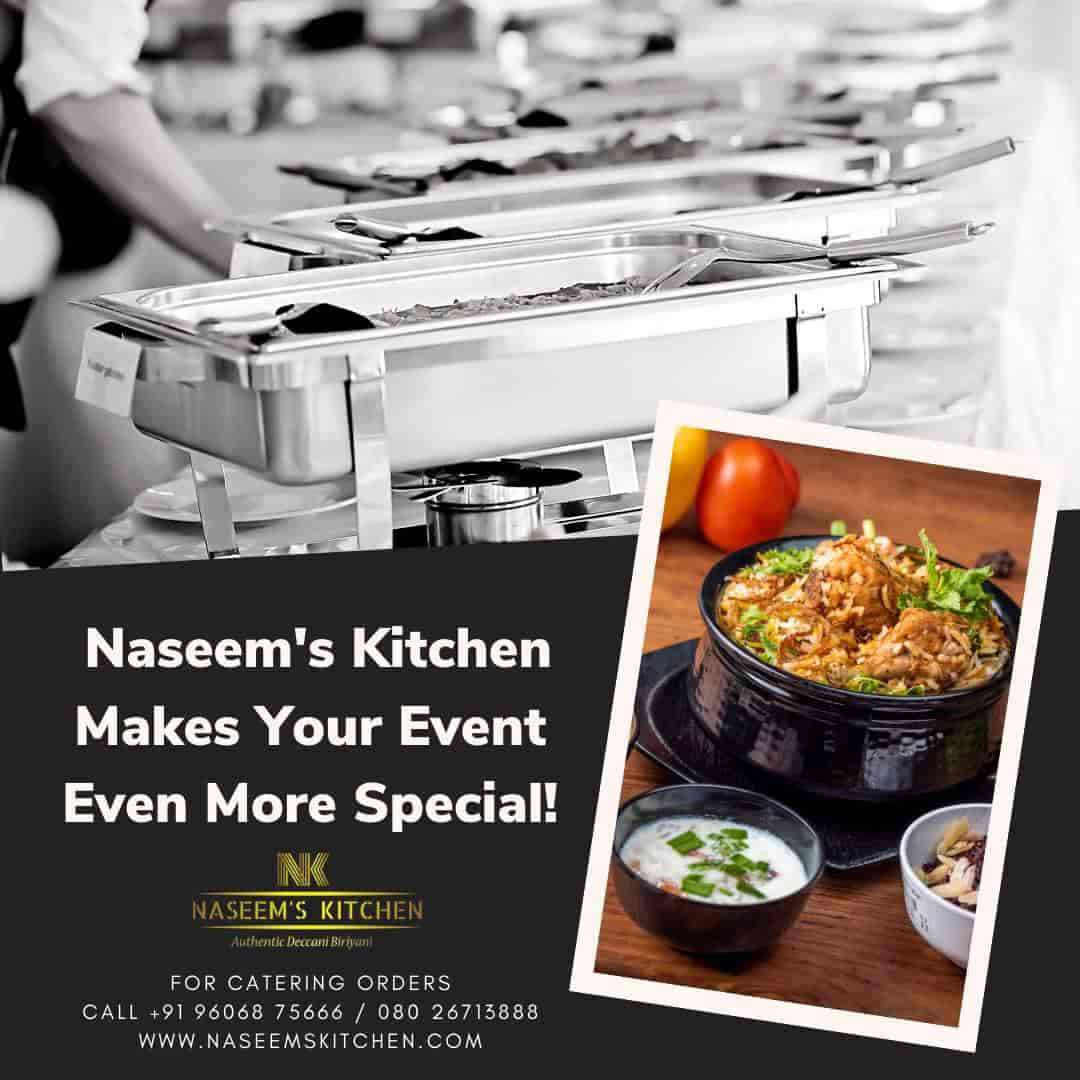 Naseem's Kitchen
Makes Your Event
Even More Special!
NK
NASEEM'S KITCHEN
Authentic Deccani Biriyani
FOR CATERING ORDERS
CALL +91 96068 75666 / 080 26713888
WWW.NASEEMSKITCHEN.COM